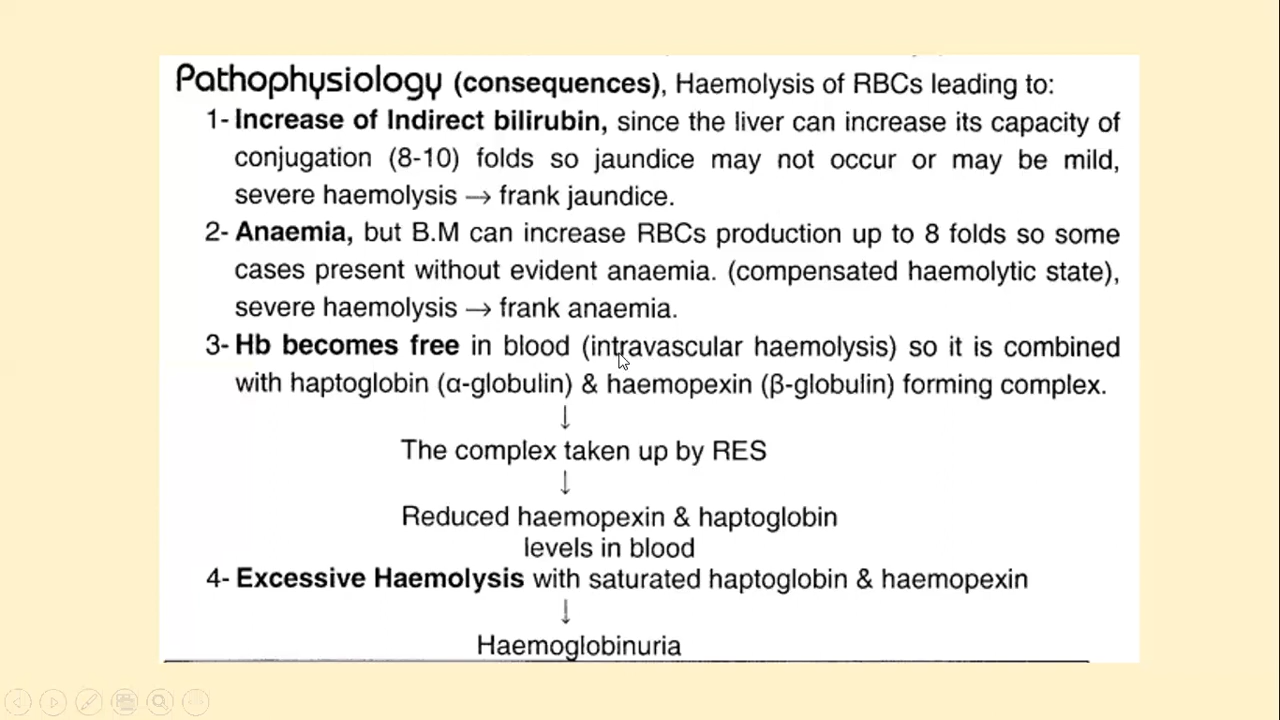 Pathophysiology (consequences), Haemolysis of RBCs leading to:
1- Increase of Indirect bilirubin, since the liver can increase its capacity of
conjugation (8-10) folds so jaundice may not occur or may be mild,
severe haemolysis → frank jaundice.
2- Anaemia, but B.M can increase RBCs production up to 8 folds so some
cases present without evident anaemia. (compensated haemolytic state),
severe haemolysis → frank anaemia.
3- Hb becomes free in blood (intravascular haemolysis) so it is combined
with haptoglobin (α-globulin) & haemopexin (β-globulin) forming complex.
↓
The complex taken up by RES
↓
Reduced haemopexin & haptoglobin
levels in blood
4- Excessive Haemolysis with saturated haptoglobin & haemopexin
↓
Haemoglobinuria